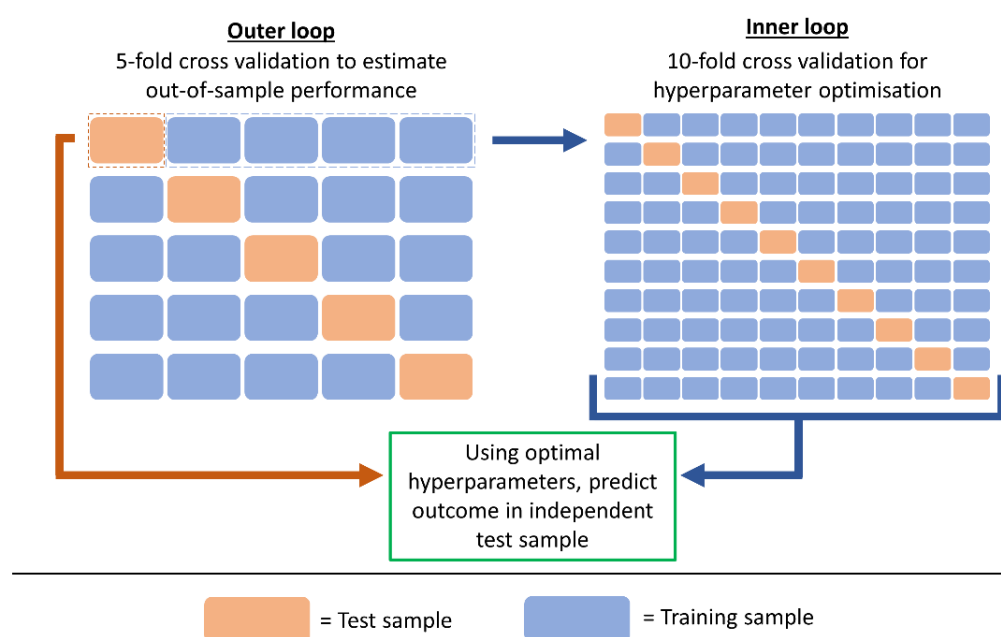 Outer loop
5-fold cross validation to estimate
out-of-sample performance
Inner loop
10-fold cross validation for
hyperparameter optimisation
Using optimal
hyperparameters, predict
outcome in independent
test sample
= Test sample
= Training sample